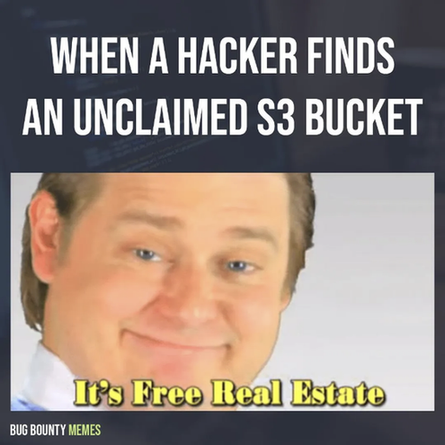 WHEN A HACKER FINDS
AN UNCLAIMED S3 BUCKET
It's Free Real Estate
BUG BOUNTY MEMES